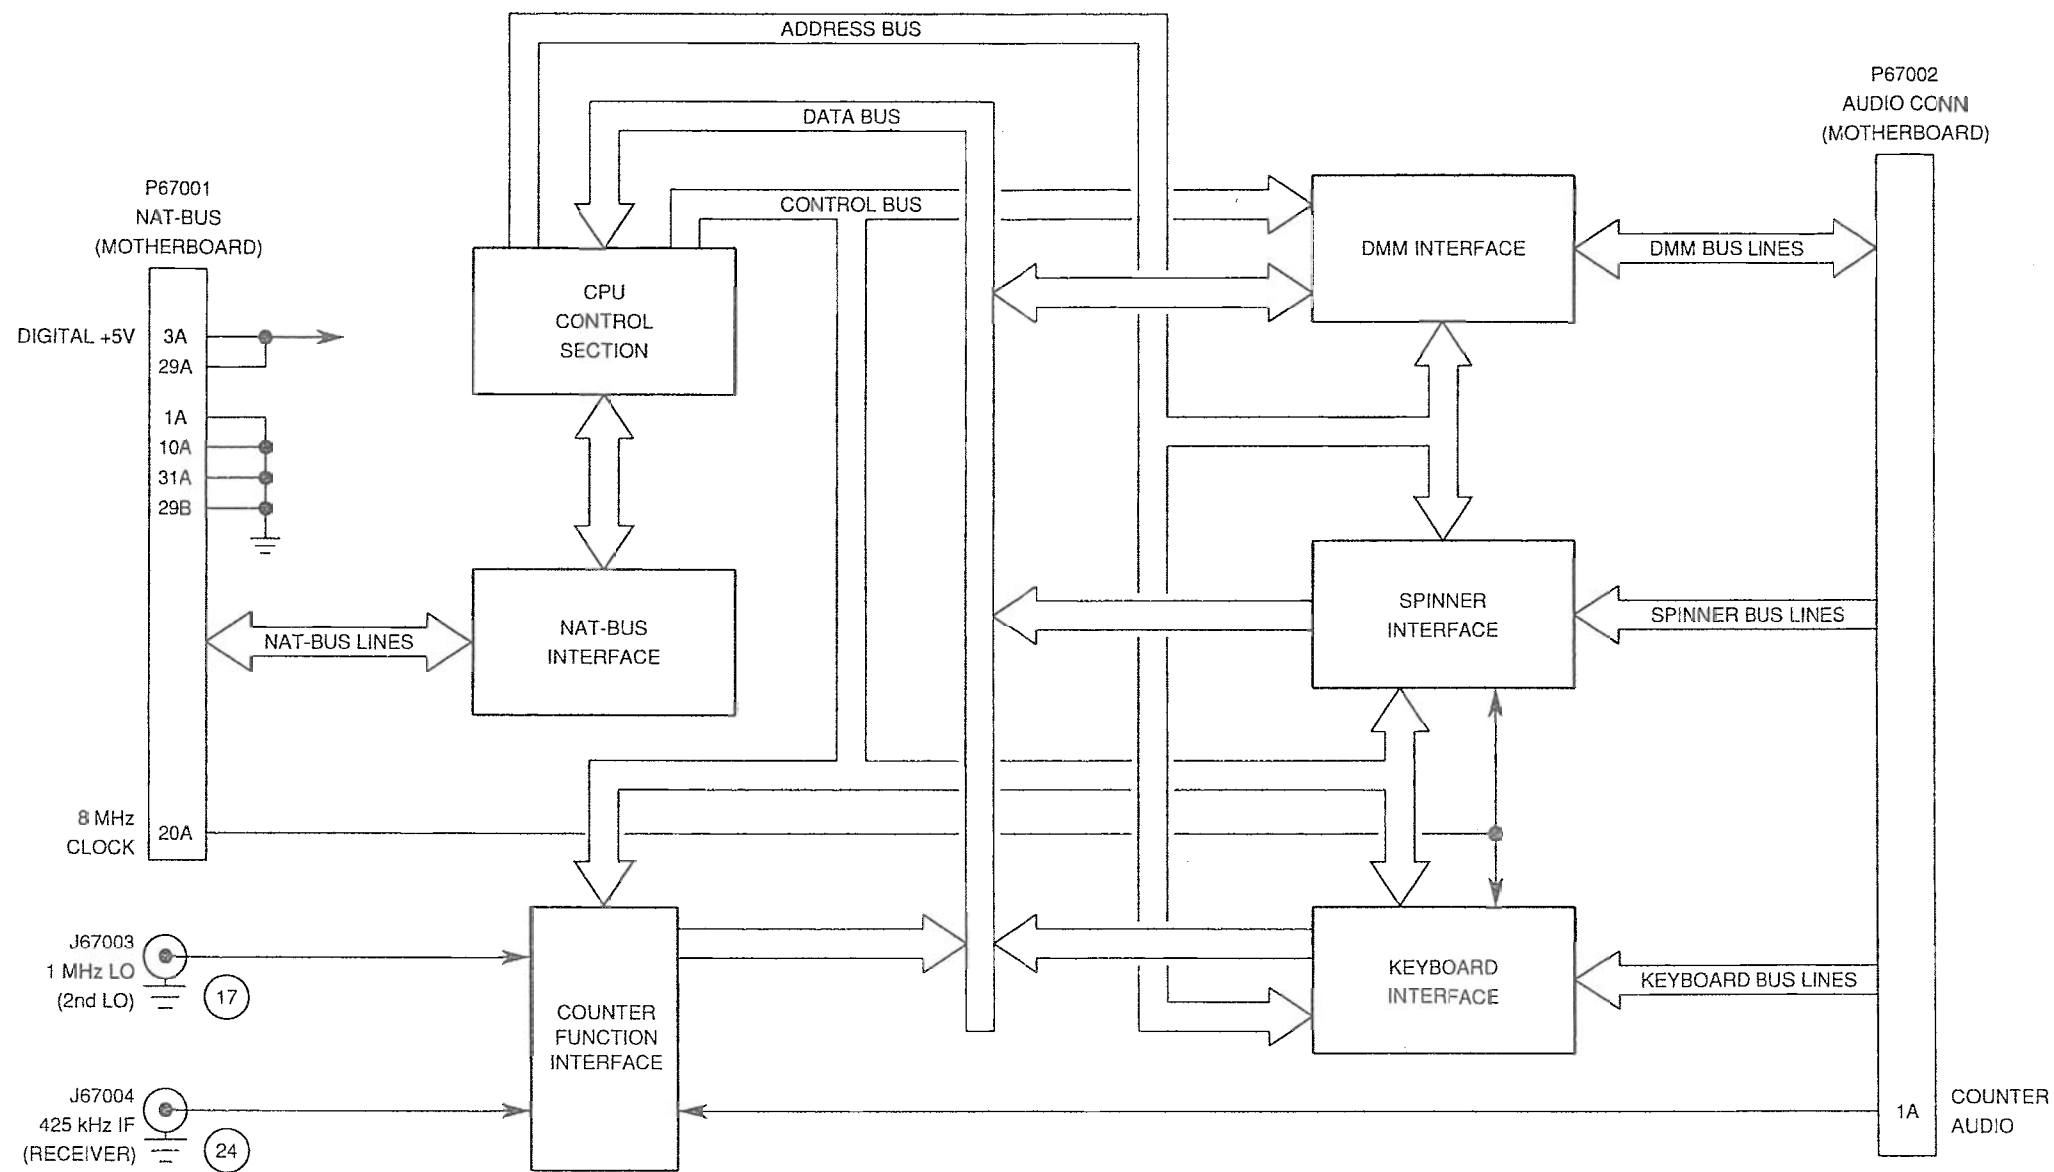 ADDRESS BUS
DATA BUS
CONTROL BUS
P67001
NAT-BUS
(MOTHERBOARD)
P67002
AUDIO CONN
(MOTHERBOARD)
DIGITAL +5V
3A
29A
1A
10A
31A
29B
8 MHz
CLOCK
20A
CPU
CONTROL
SECTION
DMM INTERFACE
DMM BUS LINES
NAT-BUS LINES
NAT-BUS
INTERFACE
SPINNER
INTERFACE
SPINNER BUS LINES
J67003
1 MHz LO
(2nd LO)
17
COUNTER
FUNCTION
INTERFACE
KEYBOARD
INTERFACE
KEYBOARD BUS LINES
J67004
425 kHz IF
(RECEIVER)
24
1A
COUNTER
AUDIO